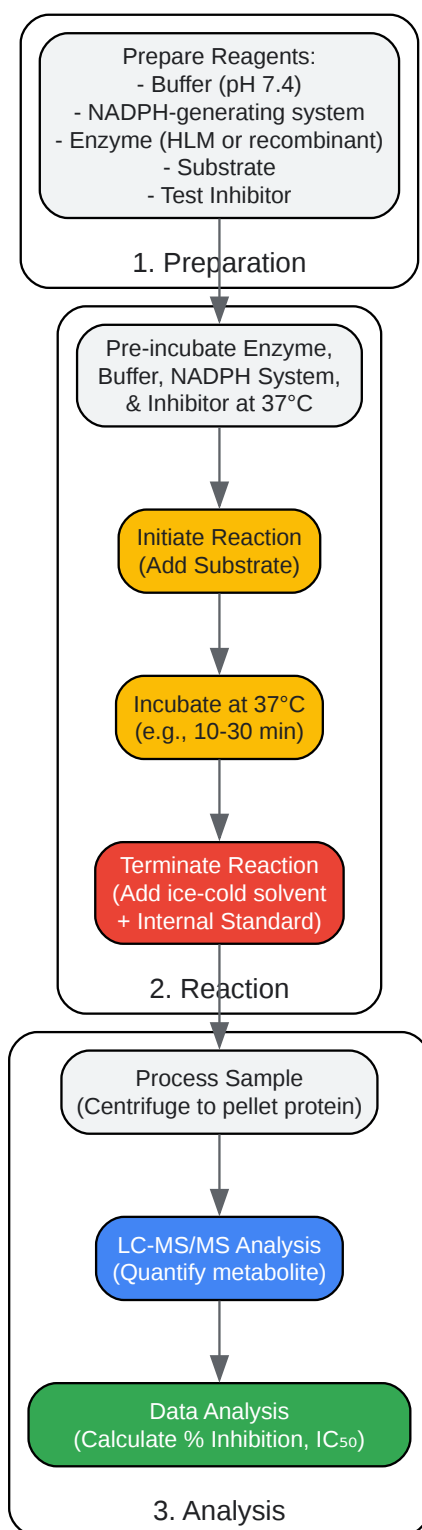 Prepare Reagents:
- Buffer (pH 7.4)
- NADPH-generating system
- Enzyme (HLM or recombinant)
- Substrate
- Test Inhibitor
1. Preparation
Pre-incubate Enzyme,
Buffer, NADPH System,
& Inhibitor at 37°C
Initiate Reaction
(Add Substrate)
Incubate at 37°C
(e.g., 10-30 min)
Terminate Reaction
(Add ice-cold solvent
+ Internal Standard)
2. Reaction
Process Sample
(Centrifuge to pellet protein)
LC-MS/MS Analysis
(Quantify metabolite)
Data Analysis
(Calculate % Inhibition, IC₅₀)
3. Analysis